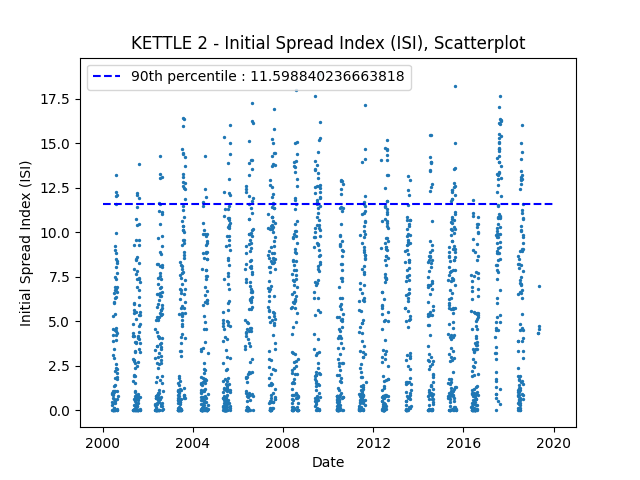 KETTLE 2 - Initial Spread Index (ISI), Scatterplot
90th percentile : 11.598840236663818
17.5
15.0
12.5
10.0
7.5
5.0
2.5
0.0
Initial Spread Index (ISI)
2000 2004 2008 2012 2016 2020
Date